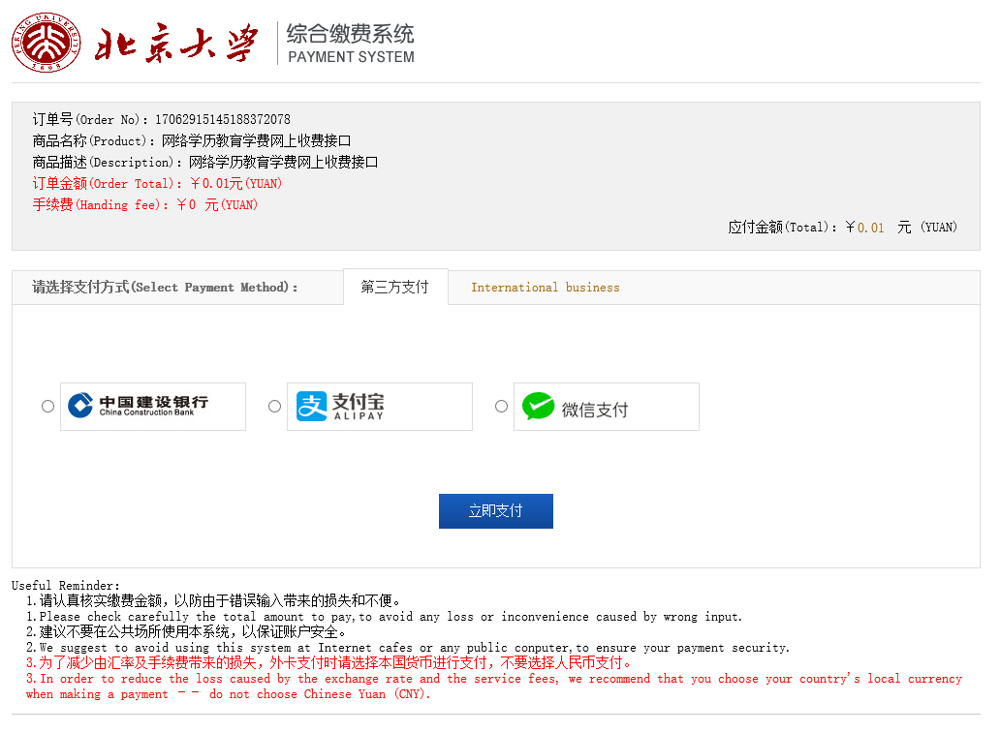 PEKING UNIVERSITY
1898
北京大学
综合缴费系统
PAYMENT SYSTEM
订单号(Order No): 17062915145188372078
商品名称(Product): 网络学历教育学费网上收费接口
商品描述(Description): 网络学历教育学费网上收费接口
订单金额(Order Total): ￥0.01元(YUAN)
手续费(Handing fee): ￥0 元(YUAN)
应付金额(Total): ￥0.01 元 (YUAN)
请选择支付方式(Select Payment Method): 第三方支付 International business
中国建设银行
China Construction Bank
支付宝
ALIPAY
微信支付
立即支付
Useful Reminder:
1.请认真核实缴费金额，以防由于错误输入带来的损失和不便。
1.Please check carefully the total amount to pay,to avoid any loss or inconvenience caused by wrong input.
2.建议不要在公共场所使用本系统，以保证账户安全。
2.We suggest to avoid using this system at Internet cafes or any public conputer,to ensure your payment security.
3.为了减少由汇率及手续费带来的损失，外卡支付时请选择本国货币进行支付，不要选择人民币支付。
3.In order to reduce the loss caused by the exchange rate and the service fees, we recommend that you choose your country's local currency
when making a payment －－ do not choose Chinese Yuan (CNY).